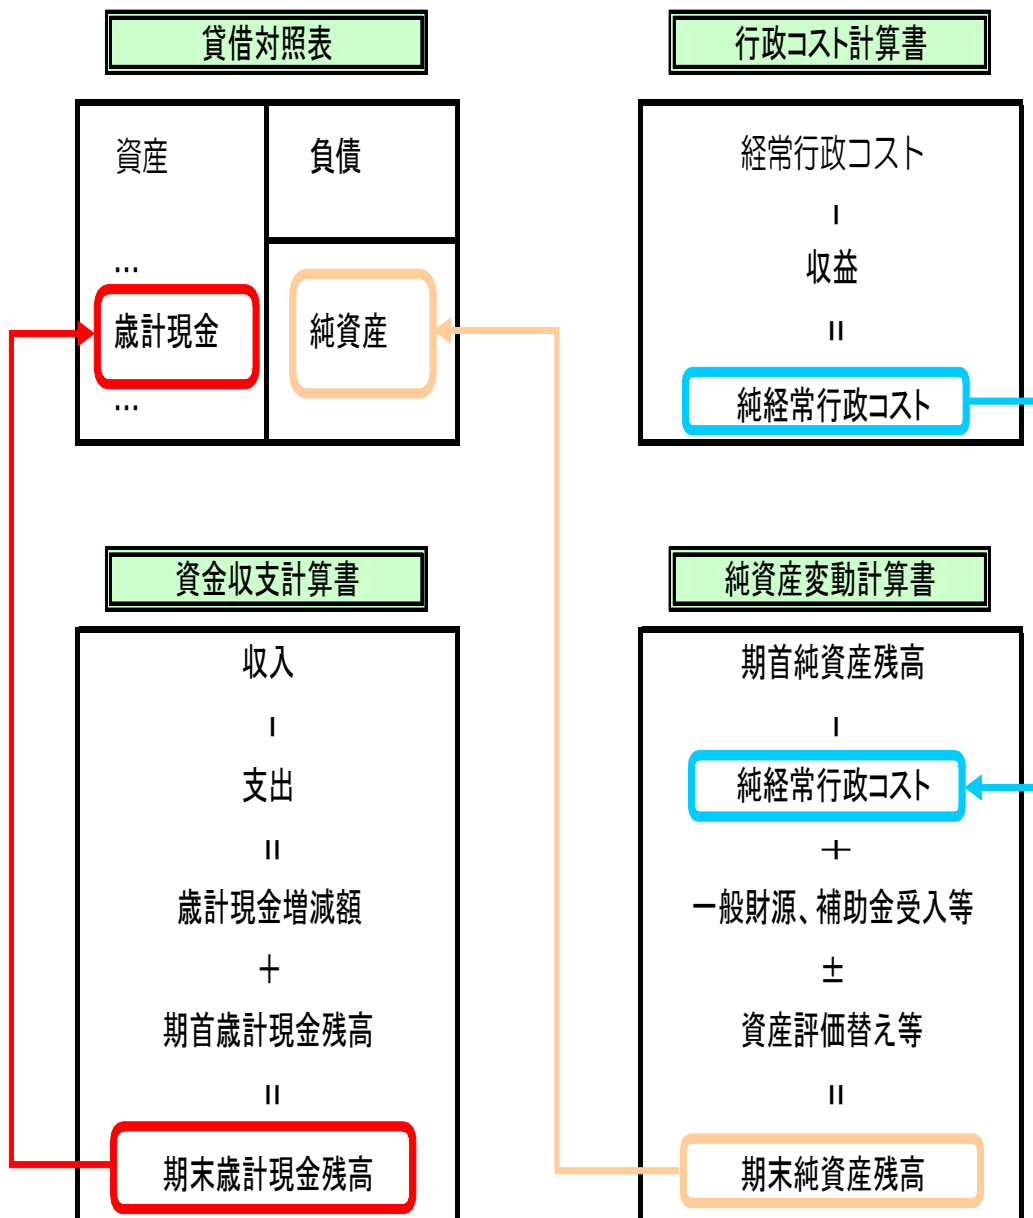 貸借対照表
資産
負債
…
歳計現金
純資産
…
行政コスト計算書
経常行政コスト
－
収益
＝
純経常行政コスト
資金収支計算書
収入
－
支出
＝
歳計現金増減額
＋
期首歳計現金残高
＝
期末歳計現金残高
純資産変動計算書
期首純資産残高
－
純経常行政コスト
＋
一般財源、補助金受入等
±
資産評価替え等
＝
期末純資産残高